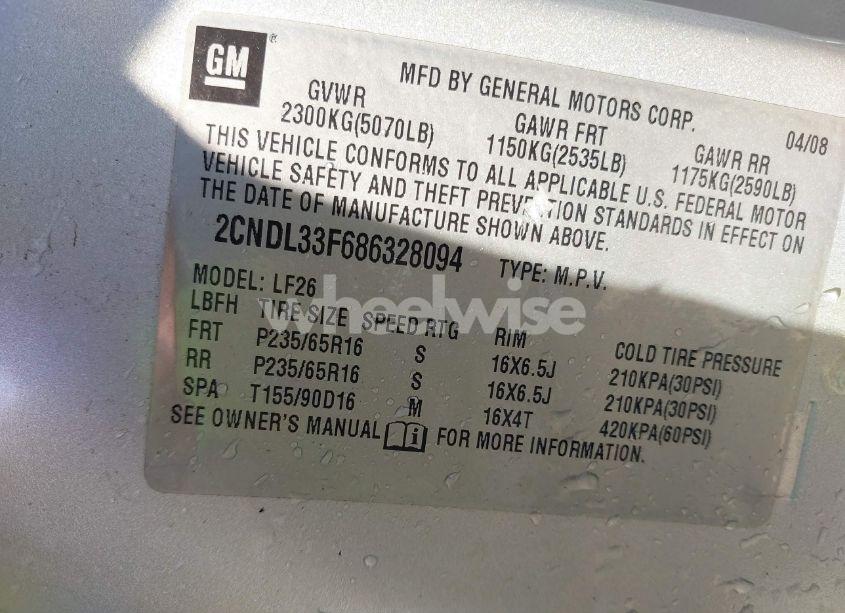 GM ®
MFD BY GENERAL MOTORS CORP.
04/08
GVWR GAWR FRT GAWR RR
2300KG(5070LB) 1150KG(2535LB) 1175KG(2590LB)
THIS VEHICLE CONFORMS TO ALL APPLICABLE U.S. FEDERAL MOTOR
VEHICLE SAFETY AND THEFT PREVENTION STANDARDS IN EFFECT ON
THE DATE OF MANUFACTURE SHOWN ABOVE.
2CNDL33F686328094 TYPE: M.P.V.
MODEL: LF26
LBFH TIRE SIZE SPEED RTG RIM COLD TIRE PRESSURE
FRT P235/65R16 S 16X6.5J 210KPA(30PSI)
RR P235/65R16 S 16X6.5J 210KPA(30PSI)
SPA T155/90D16 M 16X4T 420KPA(60PSI)
SEE OWNER'S MANUAL i FOR MORE INFORMATION.
wheelwise